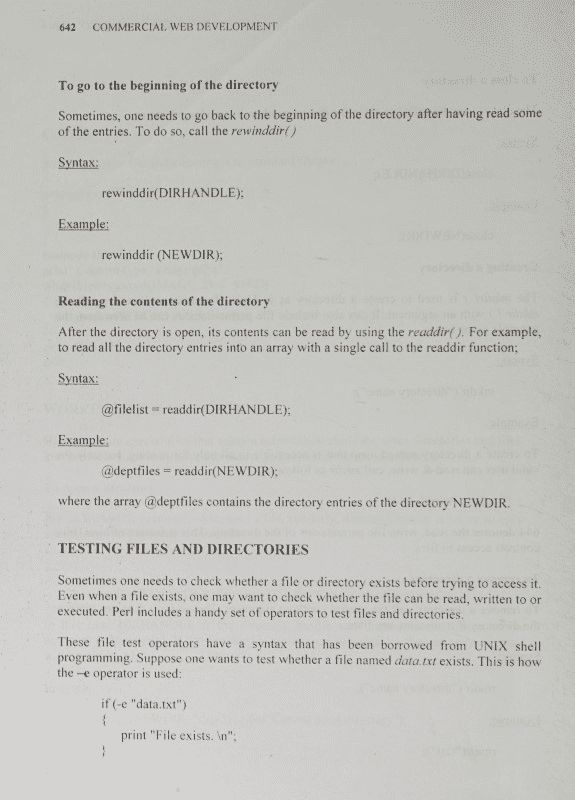 642 COMMERCIAL WEB DEVELOPMENT
To go to the beginning of the directory
Sometimes, one needs to go back to the beginning of the directory after having read some
of the entries. To do so, call the rewinddir( )
Syntax:
rewinddir(DIRHANDLE);
Example:
rewinddir (NEWDIR);
Reading the contents of the directory
After the directory is open, its contents can be read by using the readdir( ). For example,
to read all the directory entries into an array with a single call to the readdir function;
Syntax:
@filelist = readdir(DIRHANDLE);
Example:
@deptfiles = readdir(NEWDIR);
where the array @deptfiles contains the directory entries of the directory NEWDIR.
TESTING FILES AND DIRECTORIES
Sometimes one needs to check whether a file or directory exists before trying to access it.
Even when a file exists, one may want to check whether the file can be read, written to or
executed. Perl includes a handy set of operators to test files and directories.
These file test operators have a syntax that has been borrowed from UNIX shell
programming. Suppose one wants to test whether a file named data.txt exists. This is how
the –e operator is used:
if (-e "data.txt")
{
print "File exists. \n";
}